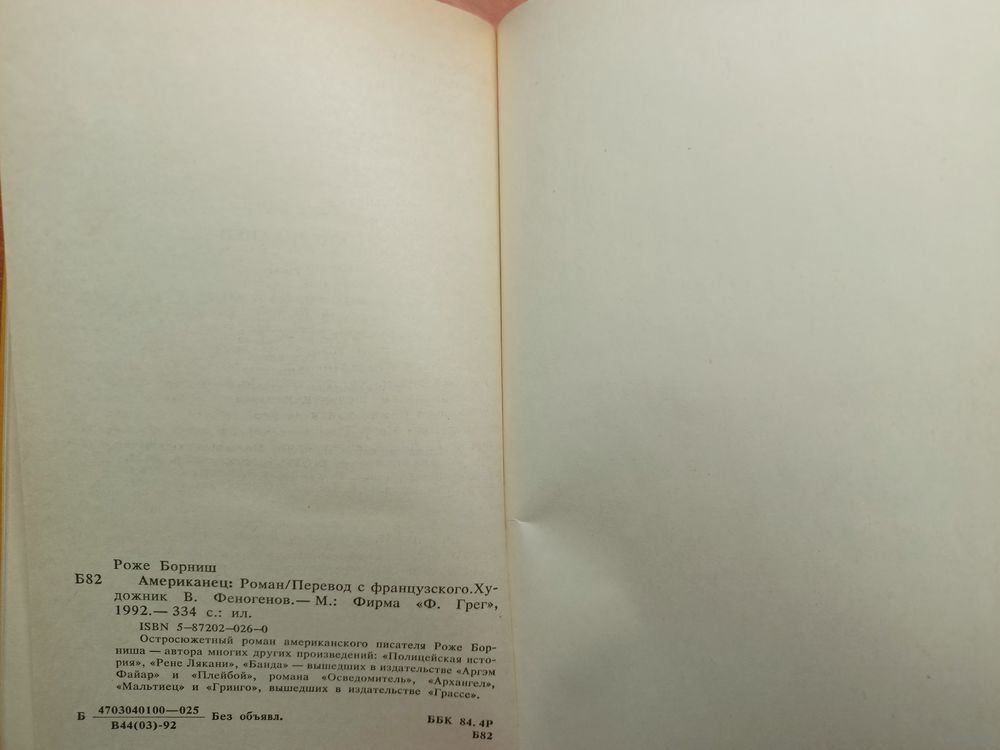 Роже Борниш
Б82
Американец: Роман/Перевод с французского.Ху-
дожник В. Феногенов.— М.: Фирма «Ф. Грег»,
1992.— 334 с.: ил.
ISBN 5—87202—026—0
Остросюжетный роман американского писателя Роже Бор-
ниша — автора многих других произведений: «Полицейская исто-
рия», «Рене Лякани», «Банда» — вышедших в издательстве «Аргэм
Файар» и «Плейбой», романа «Осведомитель», «Архангел»,
«Мальтиец» и «Гринго», вышедших в издательстве «Грассе».
Б 4703040100—025
В44(03)-92 Без объявл.
ББК 84. 4Р
Б82